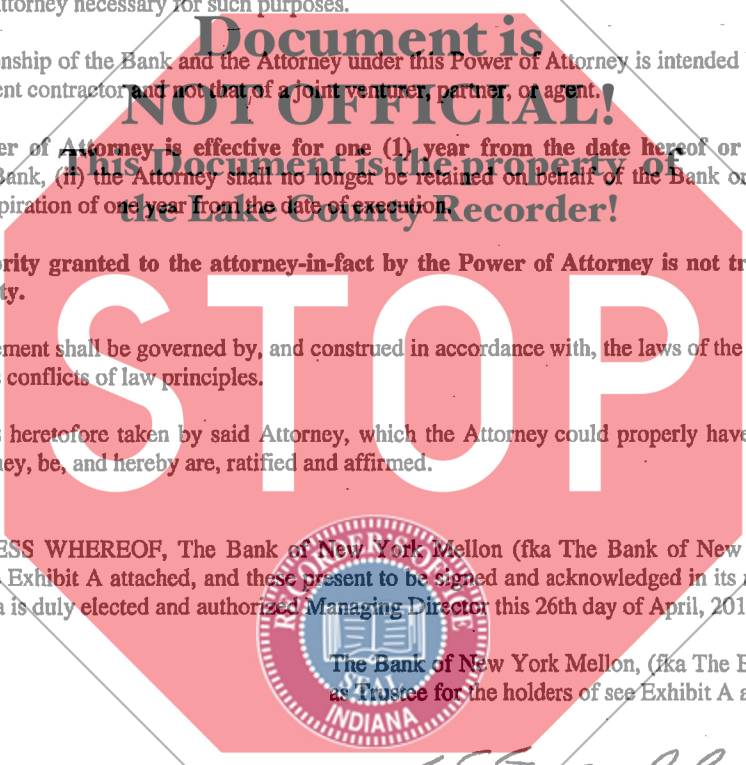 ttorney necessary for such purposes.
Document is
nship of the Bank and the Attorney under this Power of Attorney is intended
ent contractor and not that of a joint venturer, partner, or agent.
NOT OFFICIAL!
er of Attorney is effective for one (1) year from the date hereof or
This Document is the property of
Bank, (ii) the Attorney shall no longer be retained on behalf of the Bank or
piration of one year from the date of execution.
the Lake County Recorder!
rity granted to the attorney-in-fact by the Power of Attorney is not tr
ty.
STOP
ement shall be governed by, and construed in accordance with, the laws of the
s conflicts of law principles.
s heretofore taken by said Attorney, which the Attorney could properly have
ney, be, and hereby are, ratified and affirmed.
ESS WHEREOF, The Bank of New York Mellon (fka The Bank of New
s Exhibit A attached, and these present to be signed and acknowledged in its
a is duly elected and authorized Managing Director this 26th day of April, 201
RECORDER'S OFFICE
SEAL
INDIANA
The Bank of New York Mellon, (fka The B
as Trustee for the holders of see Exhibit A a